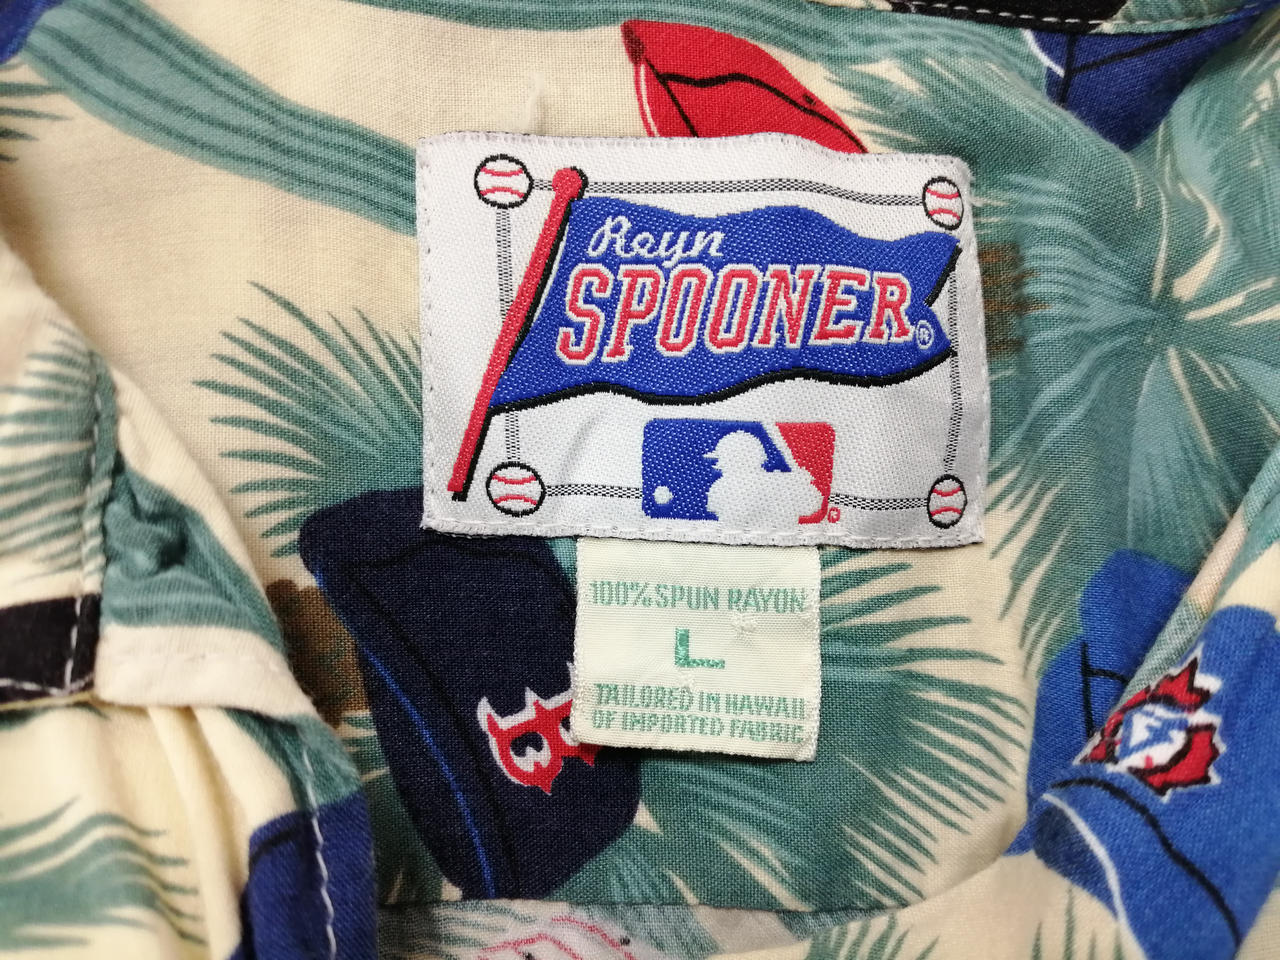 Reyn
SPOONER®
100% SPUN RAYON
L
TAILORED IN HAWAII
OF IMPORTED FABRIC
B